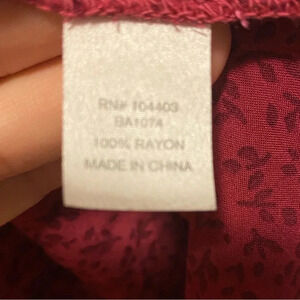 RN# 104403
BA1074
100% RAYON
MADE IN CHINA